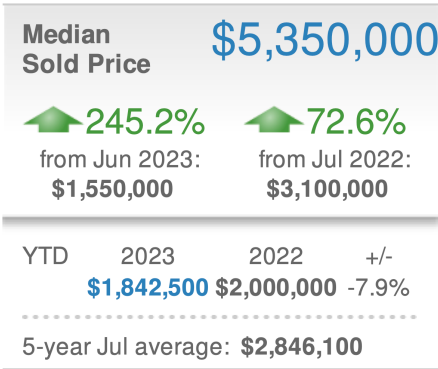 Median $5,350,000
Sold Price
245.2% 72.6%
from Jun 2023: from Jul 2022:
$1,550,000 $3,100,000
YTD 2023 2022 +/-
$1,842,500 $2,000,000 -7.9%
5-year Jul average: $2,846,100